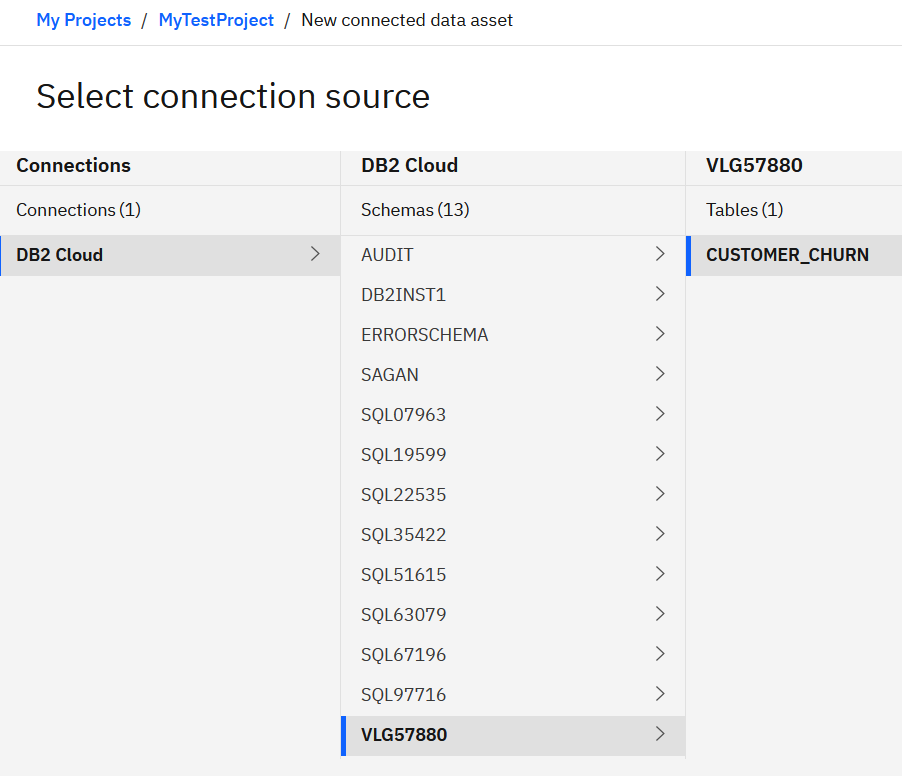 My Projects / MyTestProject / New connected data asset
Select connection source
Connections
Connections (1)
DB2 Cloud
DB2 Cloud
Schemas (13)
AUDIT
DB2INST1
ERRORSCHEMA
SAGAN
SQL07963
SQL19599
SQL22535
SQL35422
SQL51615
SQL63079
SQL67196
SQL97716
VLG57880
VLG57880
Tables (1)
CUSTOMER_CHURN